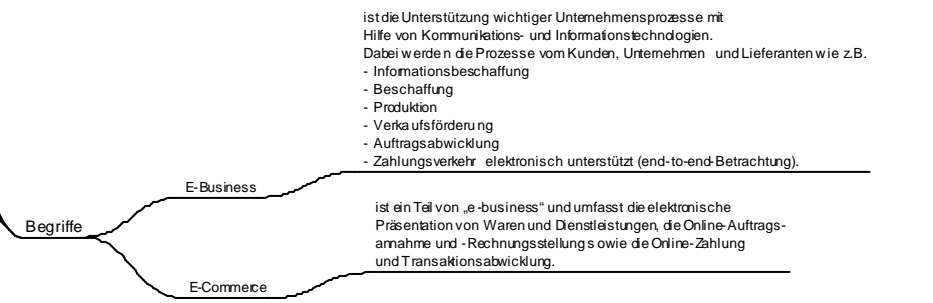 ist die Unterstützung wichtiger Unternehmensprozesse mit
Hilfe von Kommunikations- und Informationstechnologien.
Dabei werden die Prozesse vom Kunden, Unternehmen und Lieferanten wie z.B.
- Informationsbeschaffung
- Beschaffung
- Produktion
- Verkaufsförderung
- Auftragsabwicklung
- Zahlungsverkehr elektronisch unterstützt (end-to-end-Betrachtung).
E-Business
ist ein Teil von „e-business“ und umfasst die elektronische
Präsentation von Waren und Dienstleistungen, die Online-Auftrags-
annahme und -Rechnungsstellung sowie die Online-Zahlung
und Transaktionsabwicklung.
Begriffe
E-Commerce